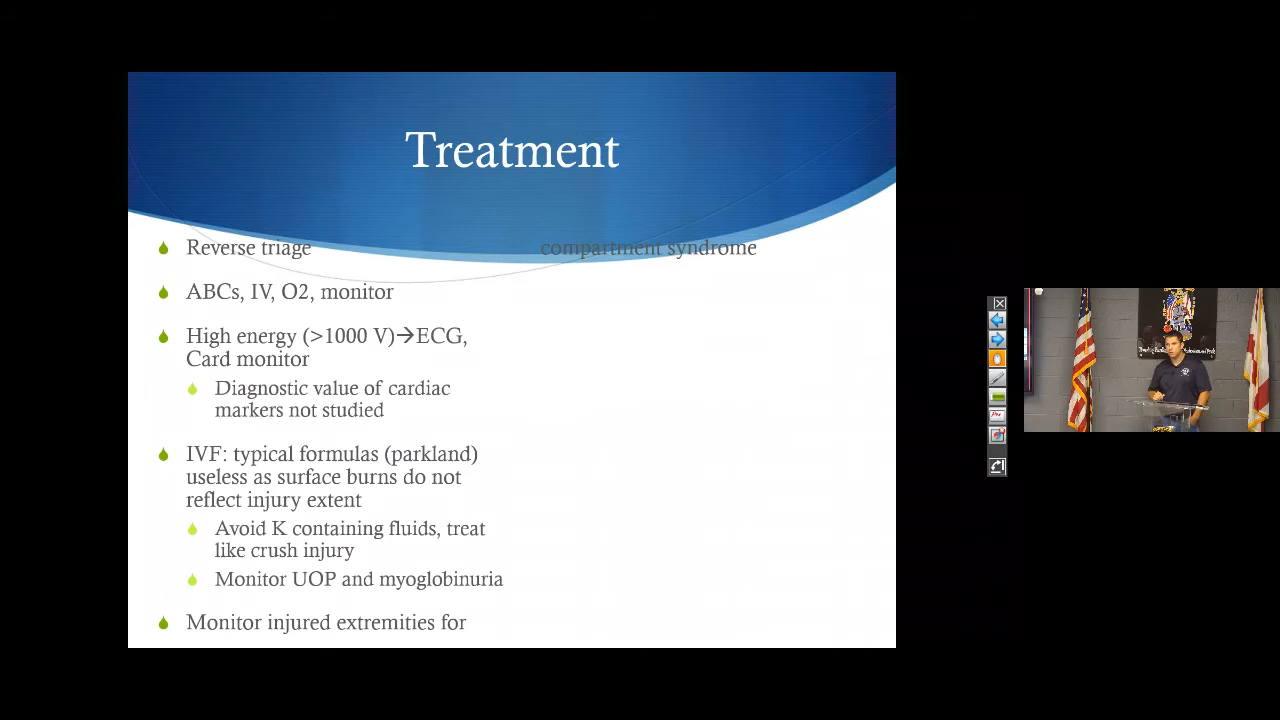 Treatment
Reverse triage
ABCs, IV, O2, monitor
High energy (>1000 V)→ECG,
Card monitor
Diagnostic value of cardiac
markers not studied
IVF: typical formulas (parkland)
useless as surface burns do not
reflect injury extent
Avoid K containing fluids, treat
like crush injury
Monitor UOP and myoglobinuria
Monitor injured extremities for
compartment syndrome